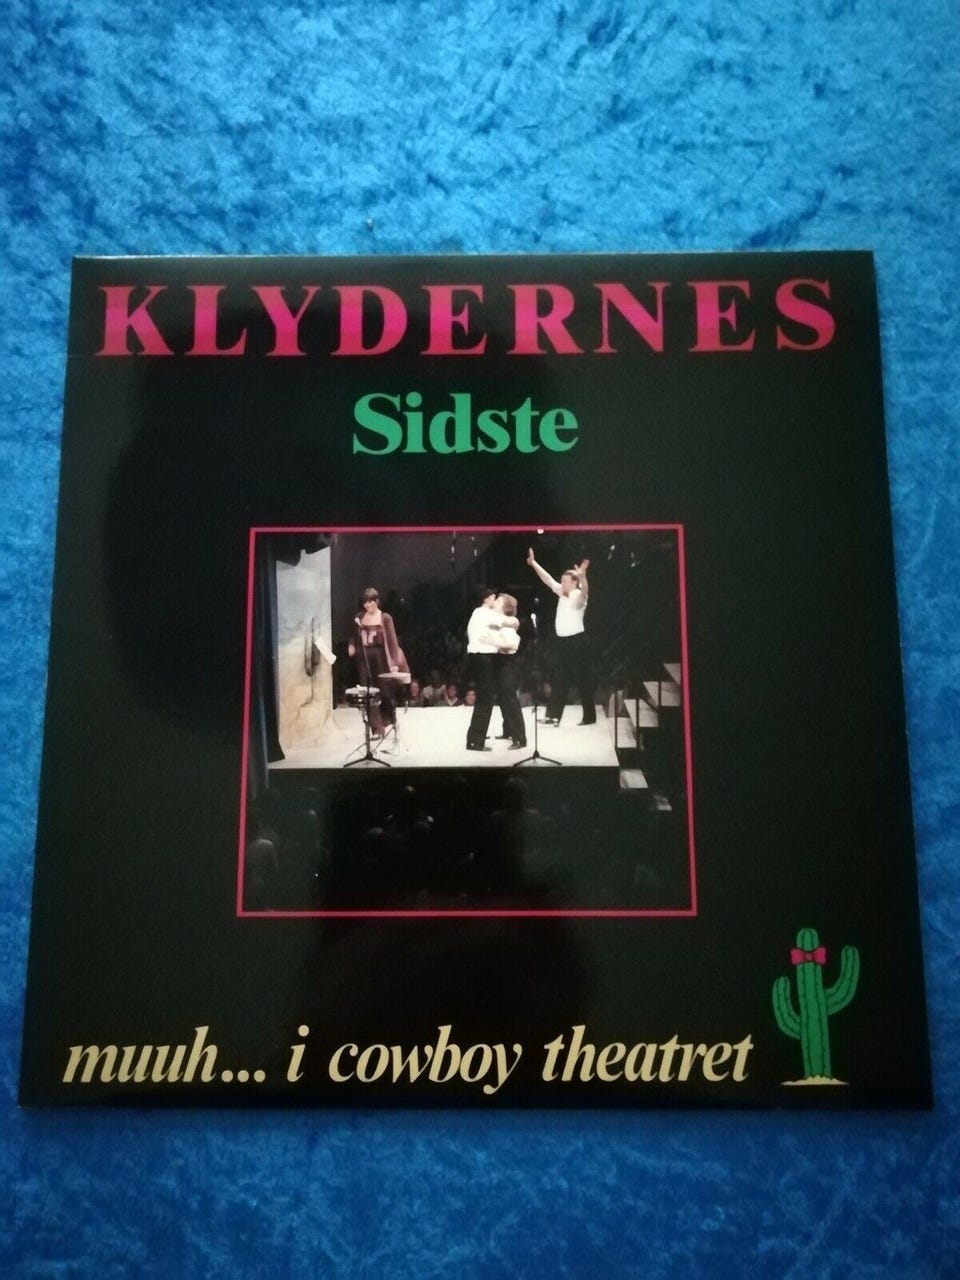 KLYDERNES
Sidste
muuh... i cowboy theatret